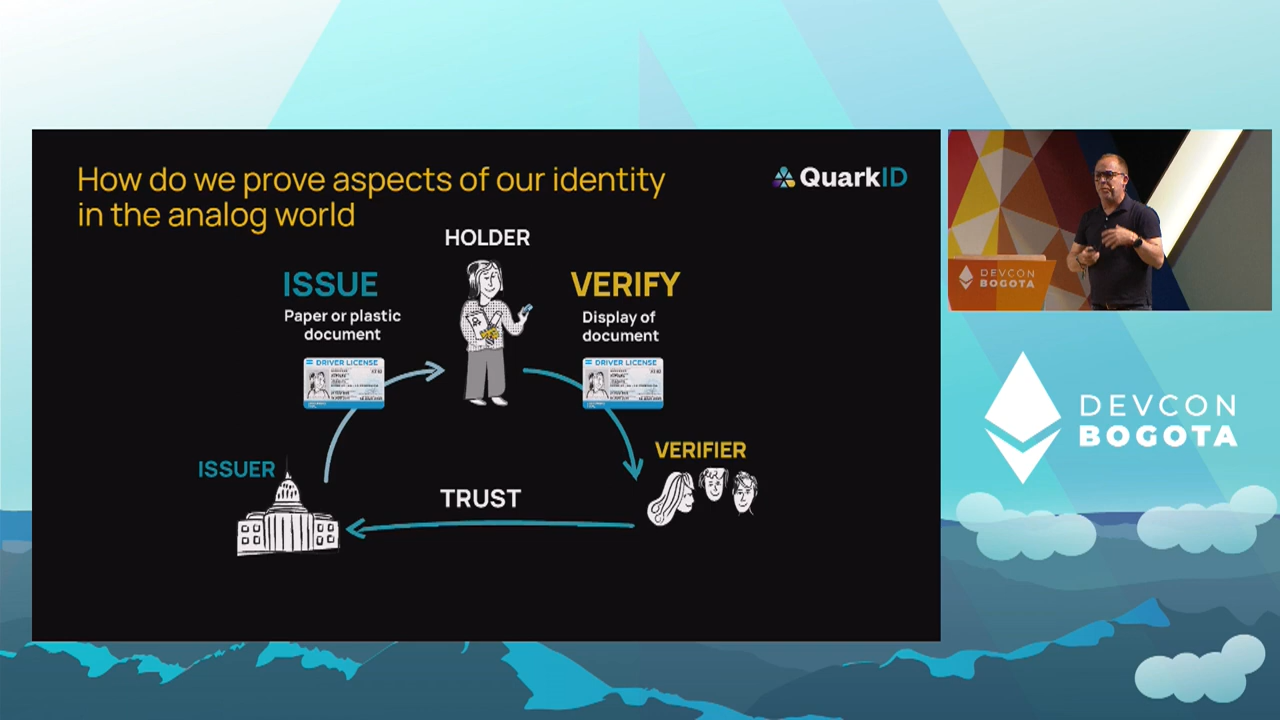 How do we prove aspects of our identity
in the analog world
QuarkID
HOLDER
ISSUE
Paper or plastic
document
DRIVER LICENSE
VERIFY
Display of
document
DRIVER LICENSE
ISSUER
TRUST
VERIFIER
DEVCON
BOGOTA
DEVCON
BOGOTA